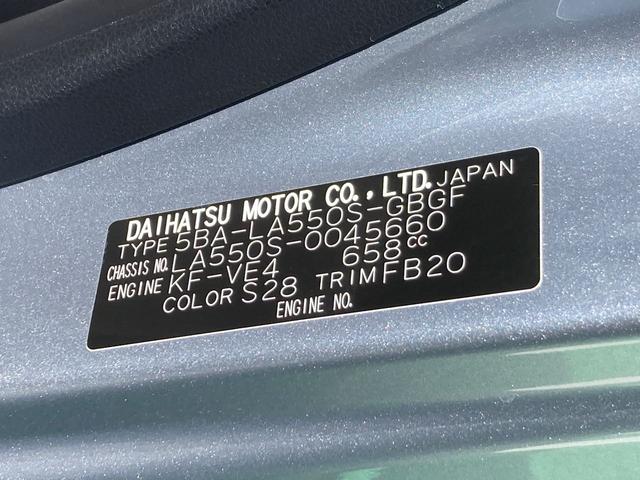 DAIHATSU MOTOR CO., LTD. JAPAN
TYPE 5BA-LA550S-GBGF
CHASSIS NO. LA550S-0045660
ENGINE KF-VE4 658cc
COLOR S28 TRIM FB20
ENGINE NO.